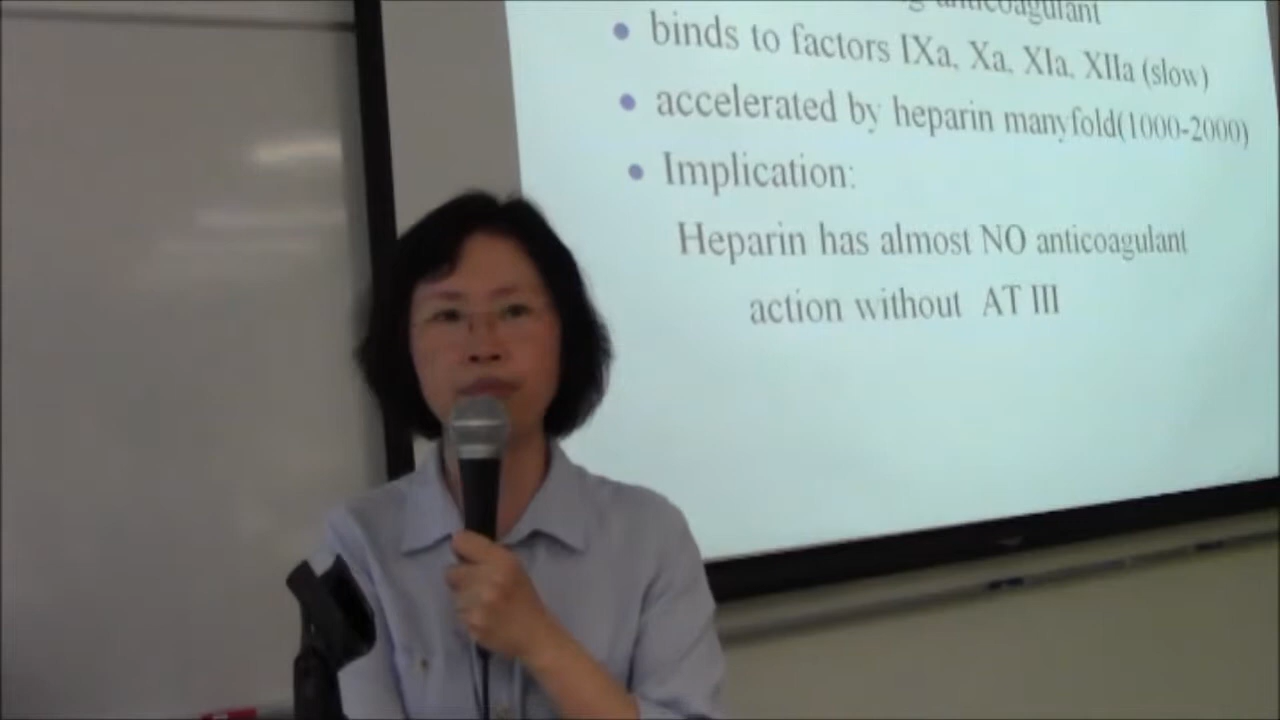 anticoagulant
binds to factors IXa, Xa, XIa, XIIa (slow)
accelerated by heparin manyfold(1000-2000)
Implication:
Heparin has almost NO anticoagulant
action without AT III